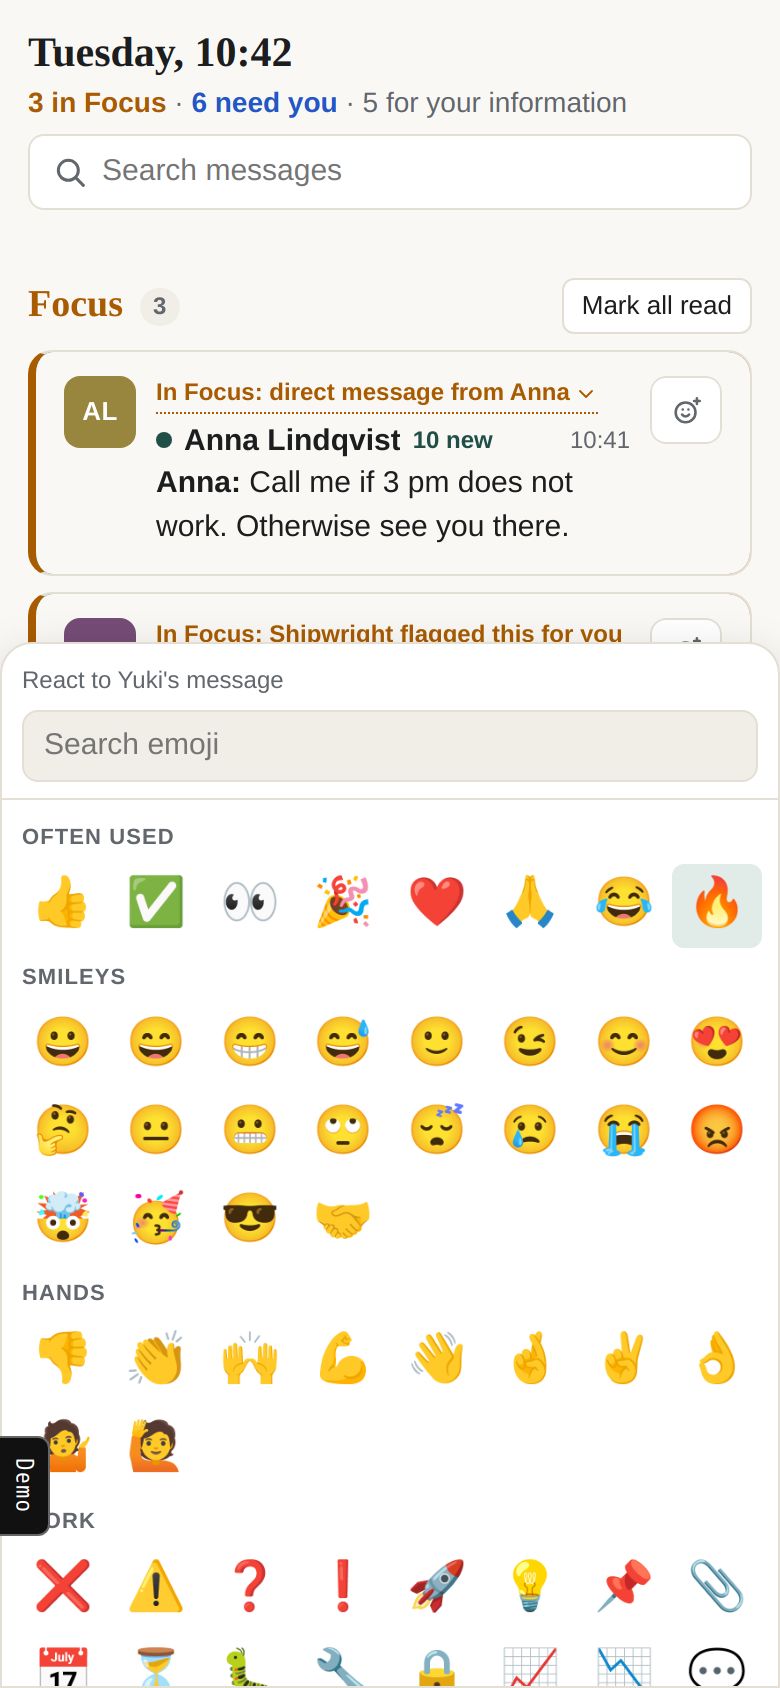 Tuesday, 10:42
3 in Focus · 6 need you · 5 for your information
Search messages
Focus 3
Mark all read
AL
In Focus: direct message from Anna
Anna Lindqvist 10 new 10:41
Anna: Call me if 3 pm does not
work. Otherwise see you there.
In Focus: Shipwright flagged this for you
React to Yuki's message
Search emoji
OFTEN USED
SMILEYS
HANDS
Demo
ORK
July
17